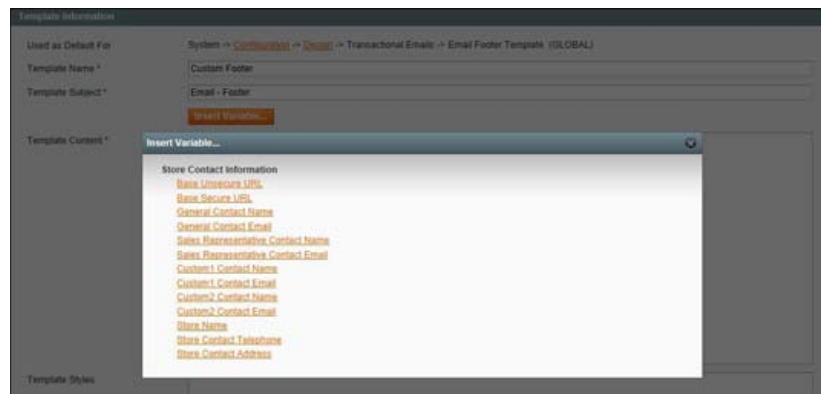 Template Information
Used as Default For System -> Configuration -> Design -> Transactional Emails -> Email Footer Template (GLOBAL)
Template Name * Custom Footer
Template Subject * Email - Footer
Insert Variable...
Template Content *
Insert Variable...
Store Contact Information
Base Unsecure URL
Base Secure URL
General Contact Name
General Contact Email
Sales Representative Contact Name
Sales Representative Contact Email
Custom1 Contact Name
Custom1 Contact Email
Custom2 Contact Name
Custom2 Contact Email
Store Name
Store Contact Telephone
Store Contact Address
Template Styles